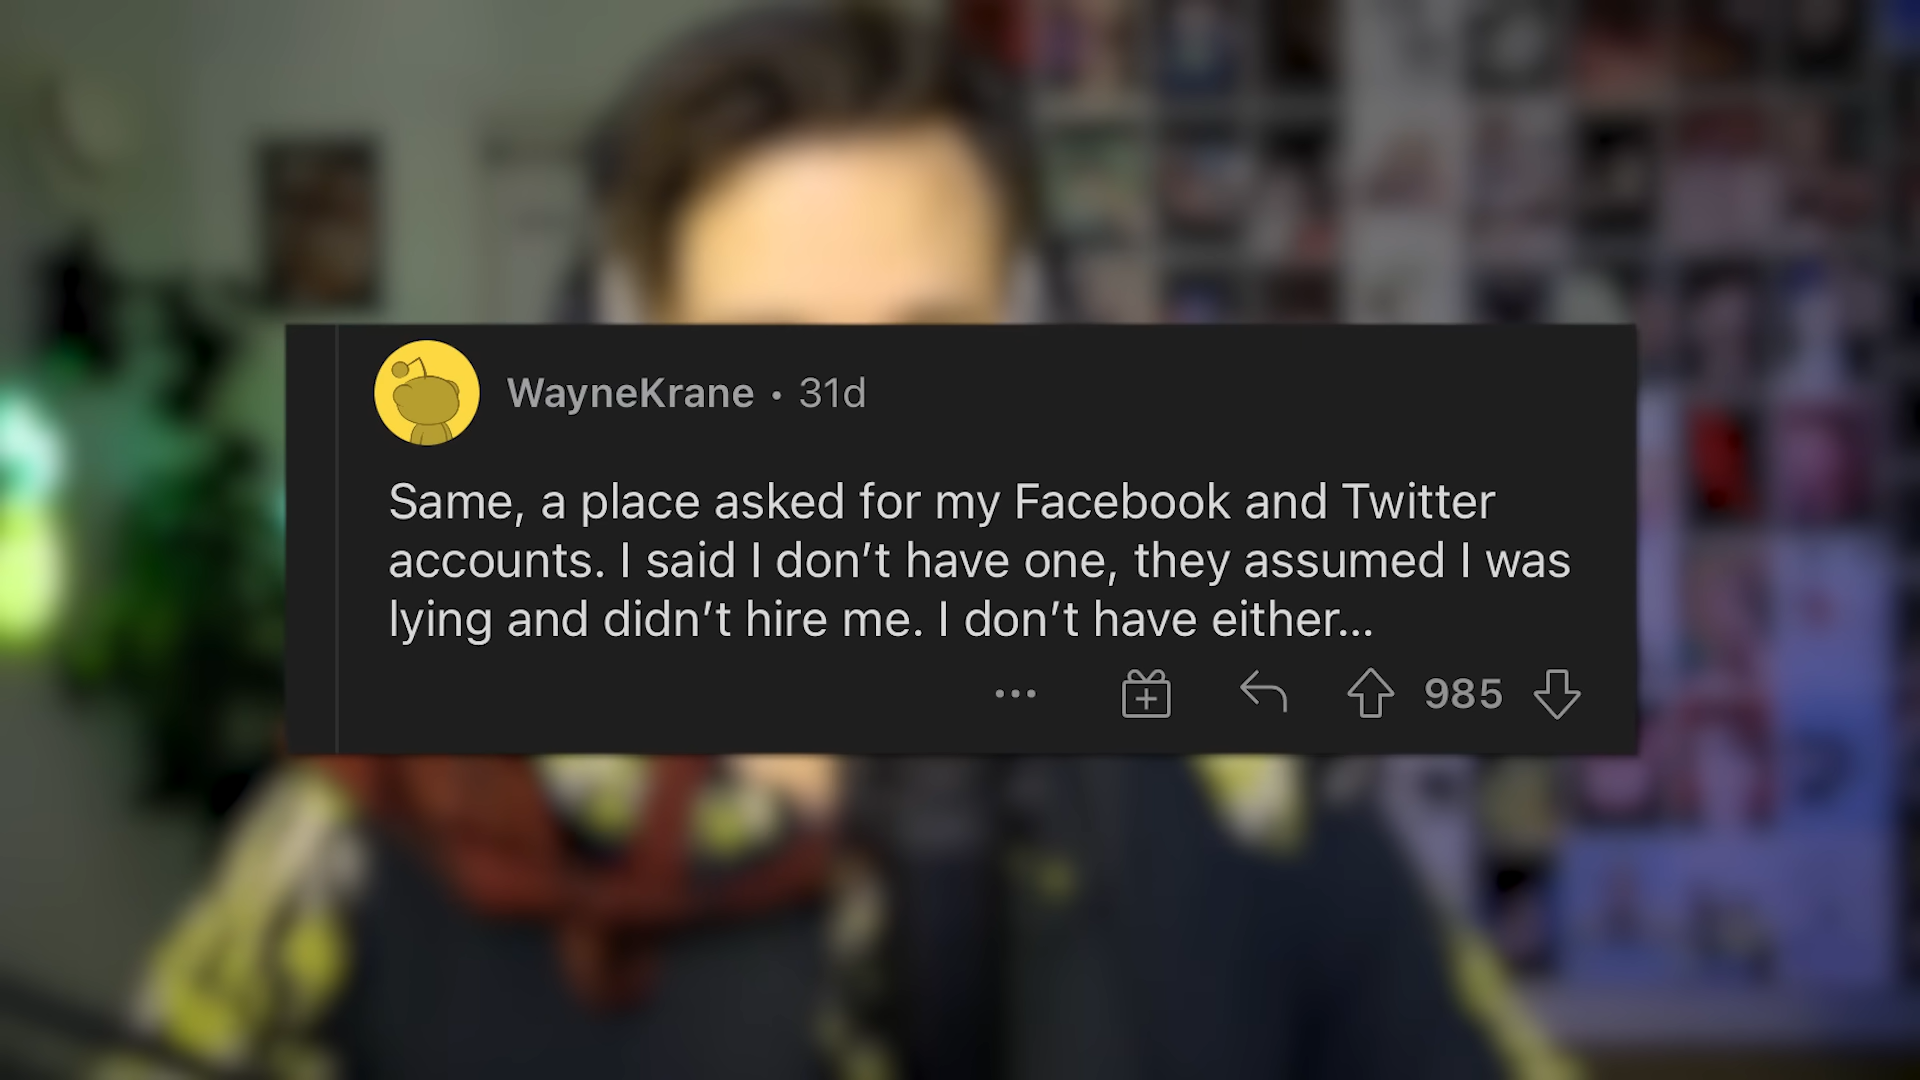 WayneKrane • 31d
Same, a place asked for my Facebook and Twitter
accounts. I said I don’t have one, they assumed I was
lying and didn’t hire me. I don’t have either...
985